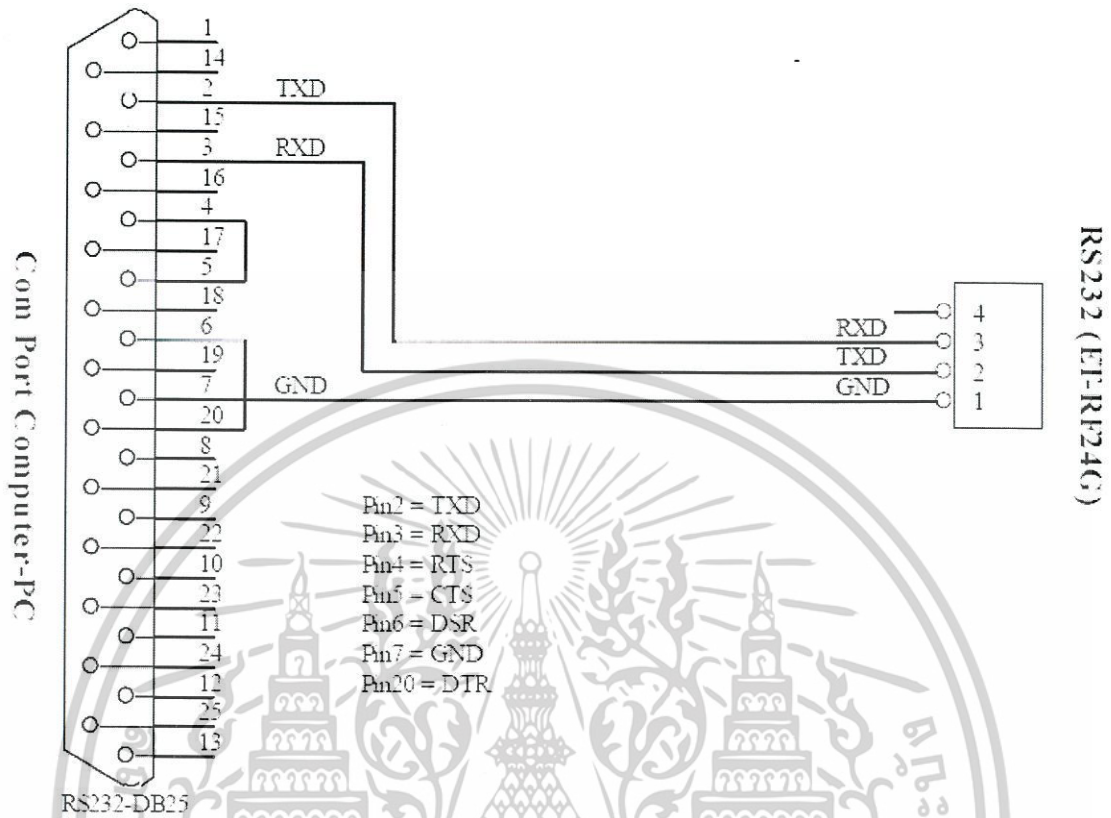 1
14
2 TXD
15
3 RXD
16
4
17
5
18
6
19
7 GND
20
8
21
9
22
10
23
11
24
12
25
13
RS232-DB25
Com Port Computer-PC
Pin2 = TXD
Pin3 = RXD
Pin4 = RTS
Pin5 = CTS
Pin6 = DSR
Pin7 = GND
Pin20 = DTR
4
RXD 3
TXD 2
GND 1
RS232 (ET-RF24G)